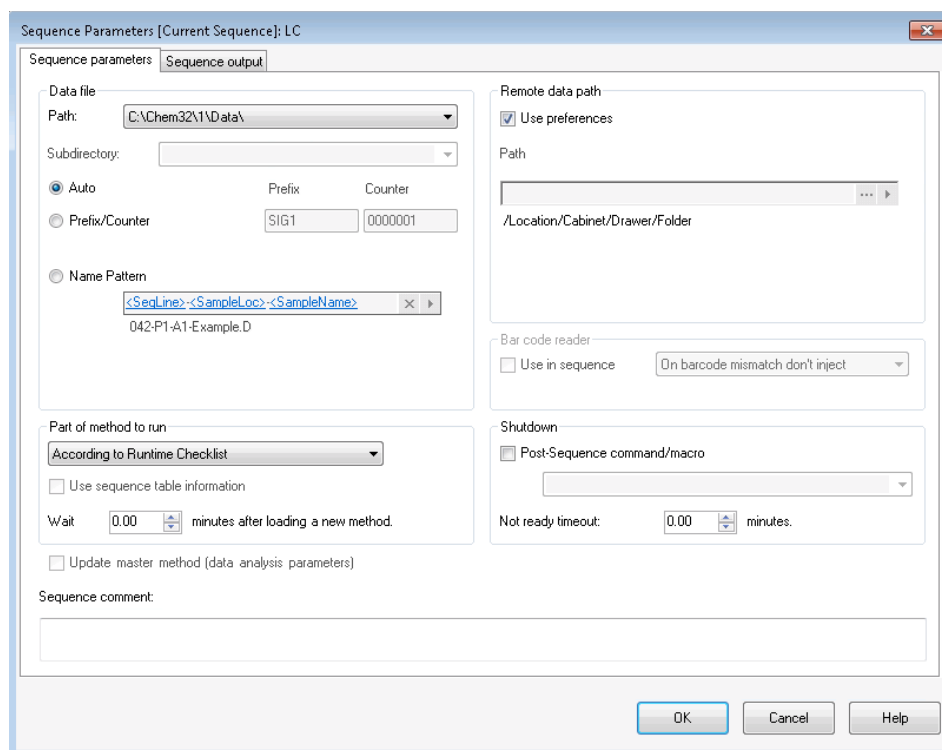 Sequence Parameters [Current Sequence]: LC
Sequence parameters
Sequence output
Data file
Path:
C:\Chem32\1\Data\
Subdirectory:
Auto
Prefix
Counter
Prefix/Counter
SIG1
0000001
Name Pattern
<SeqLine>-<SampleLoc>-<SampleName>
042-P1-A1-Example.D
Remote data path
Use preferences
Path
...
/Location/Cabinet/Drawer/Folder
Bar code reader
Use in sequence
On barcode mismatch don't inject
Part of method to run
According to Runtime Checklist
Use sequence table information
Wait 0.00 minutes after loading a new method.
Shutdown
Post-Sequence command/macro
Not ready timeout: 0.00 minutes.
Update master method (data analysis parameters)
Sequence comment:
OK
Cancel
Help